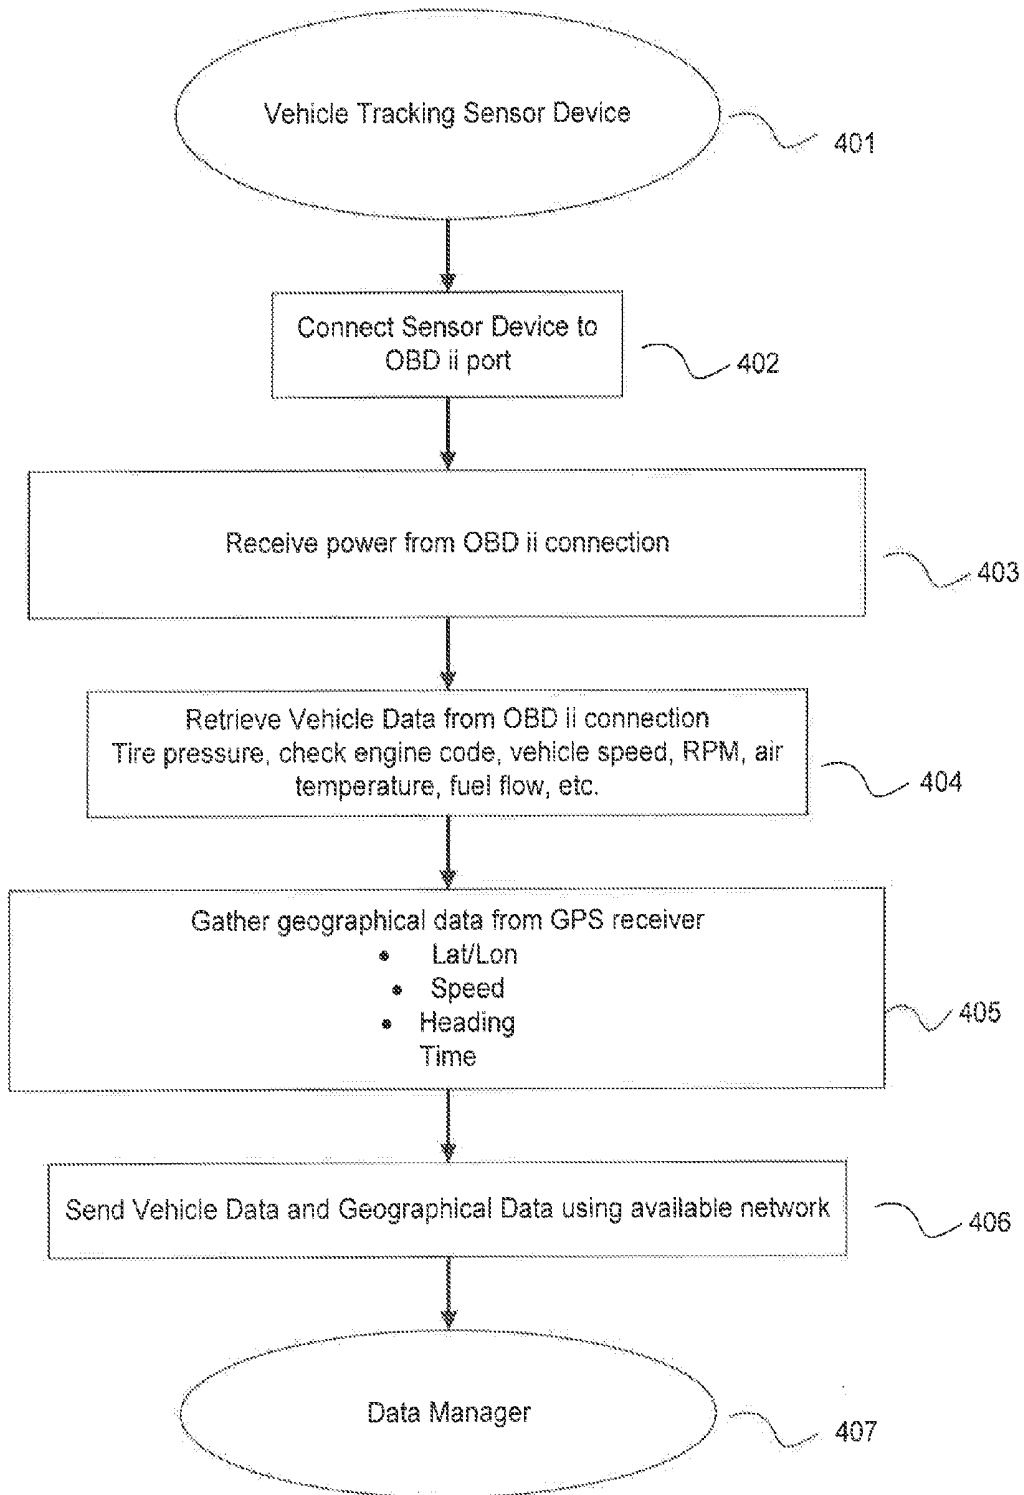 Vehicle Tracking Sensor Device
401
Connect Sensor Device to
OBD ii port
402
Receive power from OBD ii connection
403
Retrieve Vehicle Data from OBD ii connection
Tire pressure, check engine code, vehicle speed, RPM, air
temperature, fuel flow, etc.
404
Gather geographical data from GPS receiver
• Lat/Lon
• Speed
• Heading
Time
405
Send Vehicle Data and Geographical Data using available network
406
Data Manager
407